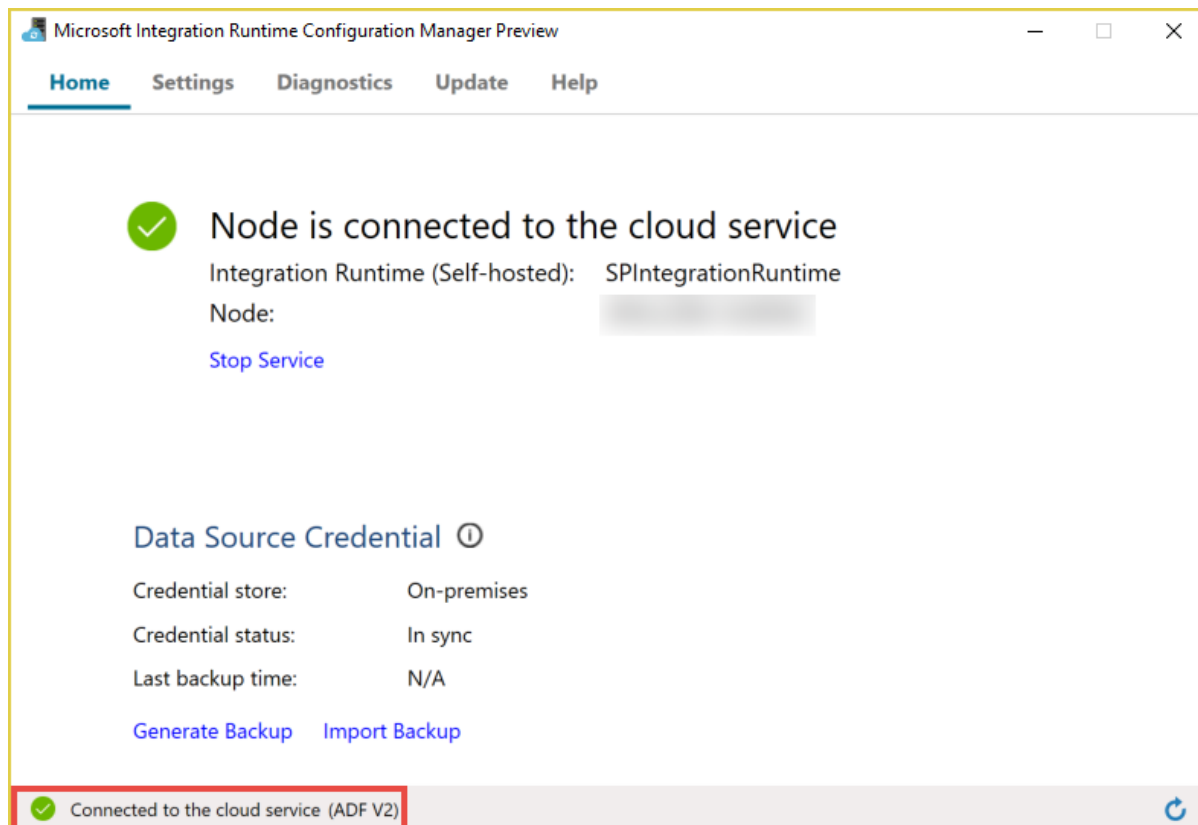 Microsoft Integration Runtime Configuration Manager Preview
Home Settings Diagnostics Update Help
Node is connected to the cloud service
Integration Runtime (Self-hosted): SPIntegrationRuntime
Node:
Stop Service
Data Source Credential
Credential store: On-premises
Credential status: In sync
Last backup time: N/A
Generate Backup Import Backup
Connected to the cloud service (ADF V2)